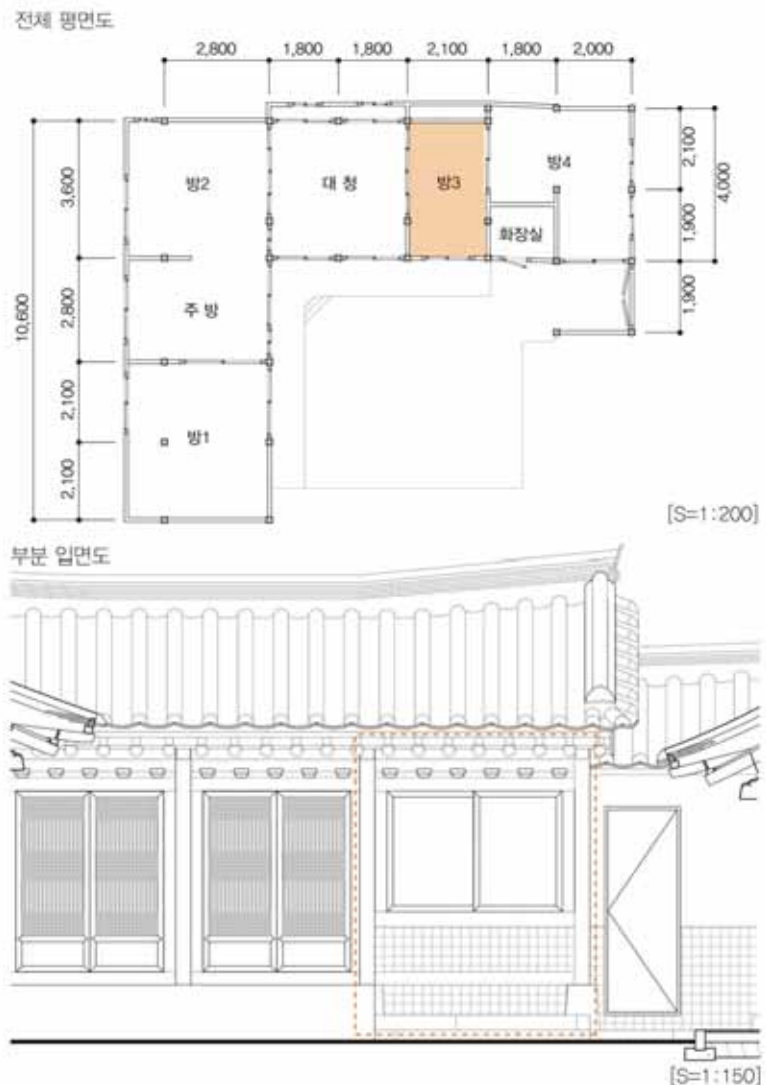 전체 평면도
2,800 1,800 1,800 2,100 1,800 2,000
방2
대 청
방3
방4
화장실
주 방
방1
10,600
3,600
2,800
2,100
2,100
2,100
1,900
4,000
1,900
[S=1:200]
부분 입면도
[S=1:150]